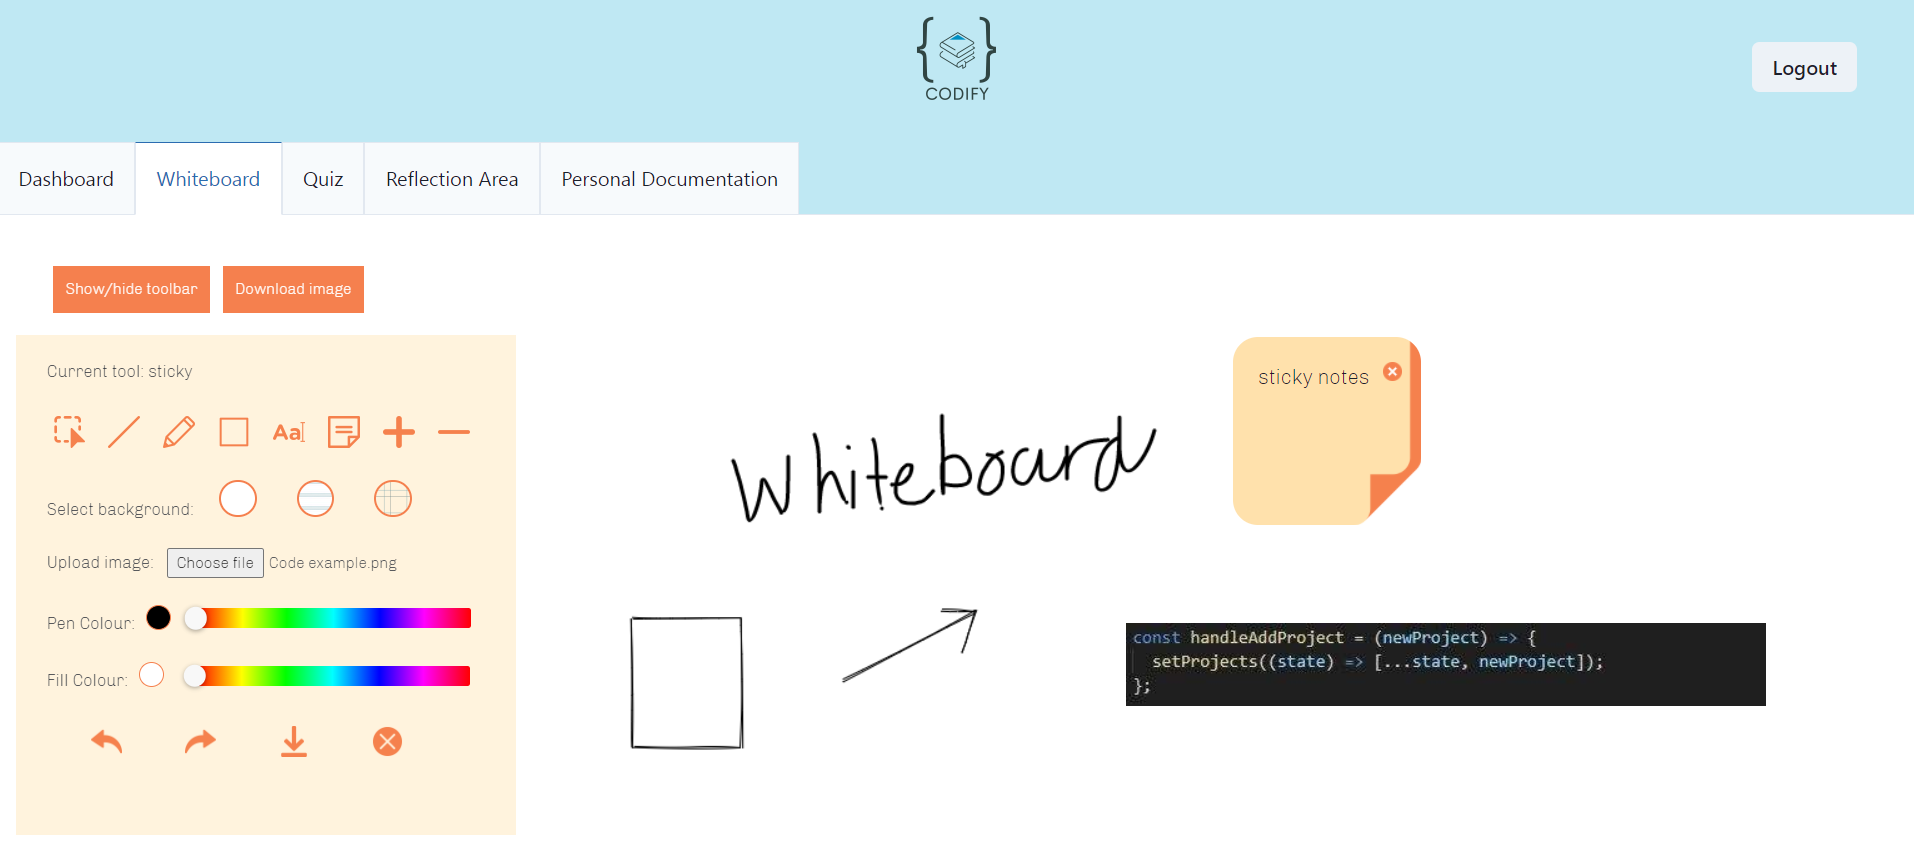 CODIFY
Logout
Dashboard
Whiteboard
Quiz
Reflection Area
Personal Documentation
Show/hide toolbar
Download image
Current tool: sticky
Aa
Select background:
Upload image: Choose file Code example.png
Pen Colour:
Fill Colour:
Whiteboard
sticky notes
const handleAddProject = (newProject) => {
  setProjects((state) => [...state, newProject]);
};